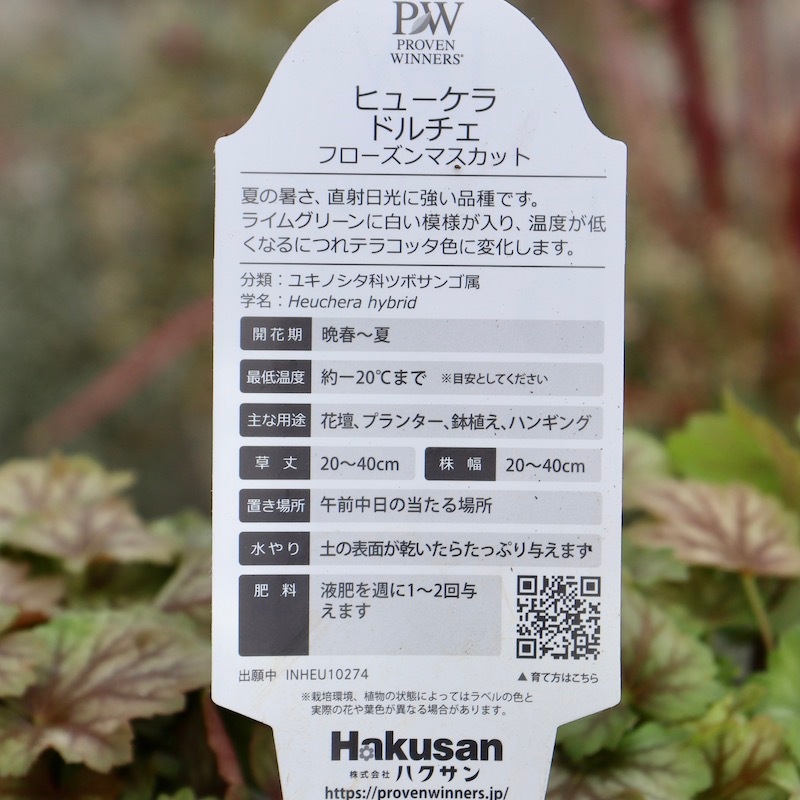 PW
PROVEN
WINNERS®
ヒューケラ
ドルチェ
フローズンマスカット
夏の暑さ、直射日光に強い品種です。
ライムグリーンに白い模様が入り、温度が低
くなるにつれテラコッタ色に変化します。
分類：ユキノシタ科ツボサンゴ属
学名：Heuchera hybrid
開花期 晩春〜夏
最低温度 約ー20℃まで ※目安としてください
主な用途 花壇、プランター、鉢植え、ハンギング
草丈 20〜40cm 株幅 20〜40cm
置き場所 午前中日の当たる場所
水やり 土の表面が乾いたらたっぷり与えます
肥料 液肥を週に1〜2回与
えます
出願中 INHEU10274
▲育て方はこちら
※栽培環境、植物の状態によってはラベルの色と
実際の花や葉色が異なる場合があります。
Hakusan
株式会社ハクサン
https://provenwinners.jp/